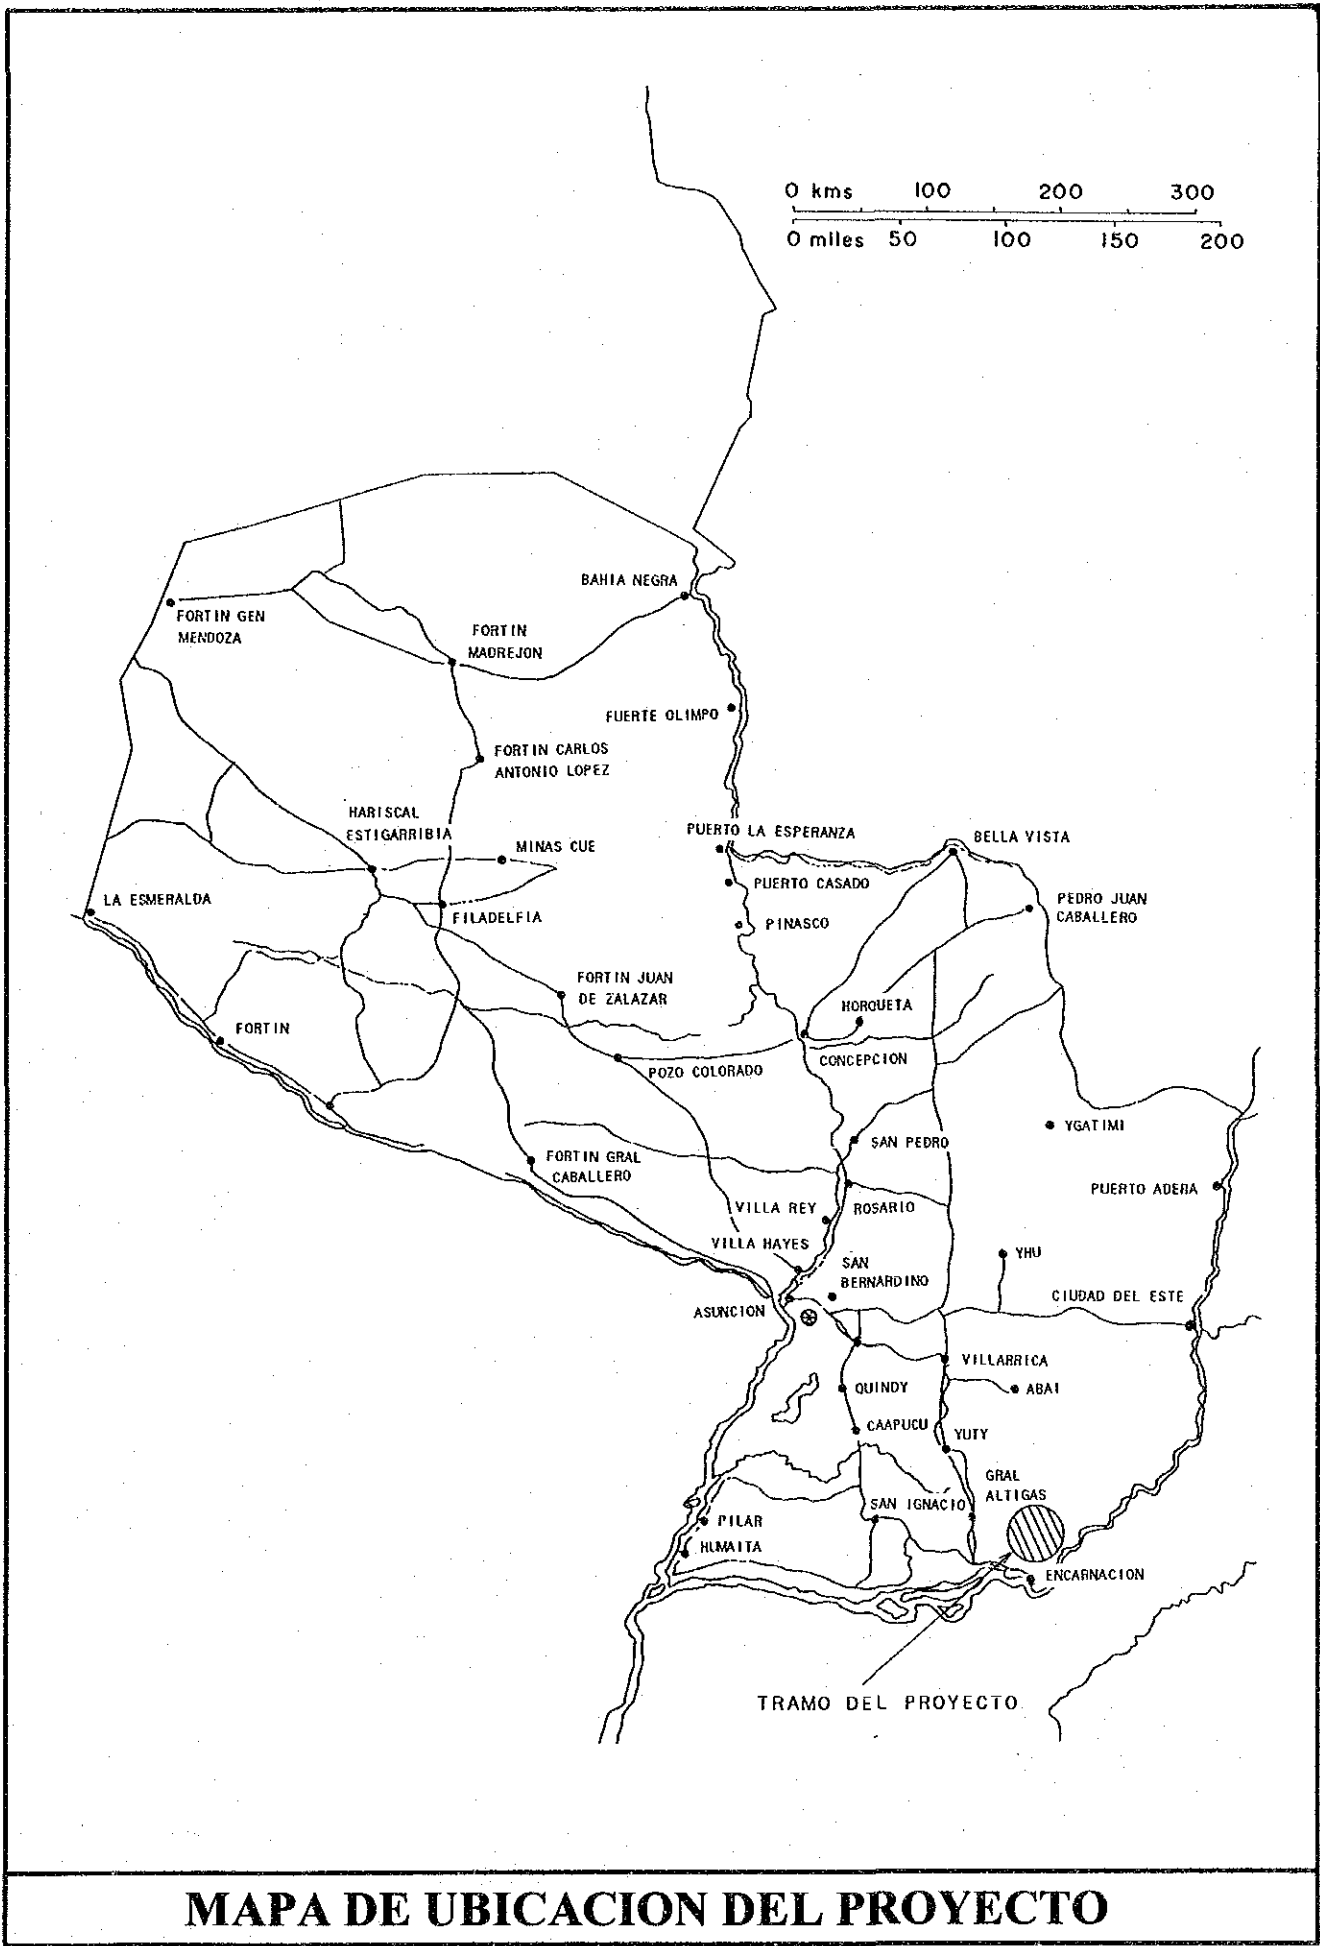 0 kms 100 200 300
0 miles 50 100 150 200
BAHIA NEGRA
FORTIN GEN
MENDOZA
FORTIN
MADREJON
FUERTE OLIMPO
FORTIN CARLOS
ANTONIO LOPEZ
HARISCAL
ESTIGARRIBIA
MINAS CUE
PUERTO LA ESPERANZA
BELLA VISTA
PUERTO CASADO
LA ESMERALDA
FILADELFIA
PINASCO
PEDRO JUAN
CABALLERO
FORTIN JUAN
DE ZALAZAR
HORQUETA
FORTIN
POZO COLORADO
CONCEPCION
YGATIMI
SAN PEDRO
FORTIN GRAL
CABALLERO
PUERTO ADERA
VILLA REY
ROSARIO
VILLA HAYES
YHU
SAN
BERNARDINO
CIUDAD DEL ESTE
ASUNCION
VILLARRICA
QUINDY
ABAI
CAAPUCU
YUTY
GRAL
ALTIGAS
SAN IGNACIO
PILAR
HUMAITA
ENCARNACION
TRAMO DEL PROYECTO
MAPA DE UBICACION DEL PROYECTO